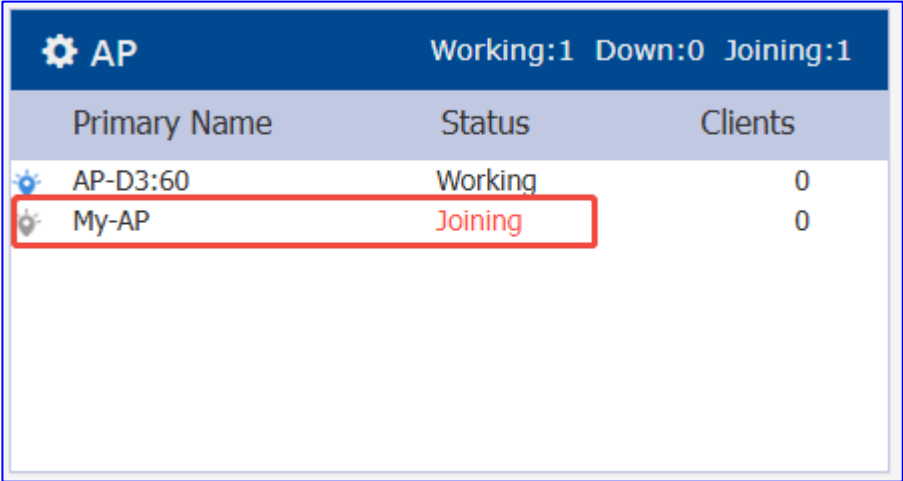 AP Working:1 Down:0 Joining:1
Primary Name Status Clients
AP-D3:60 Working 0
My-AP Joining 0